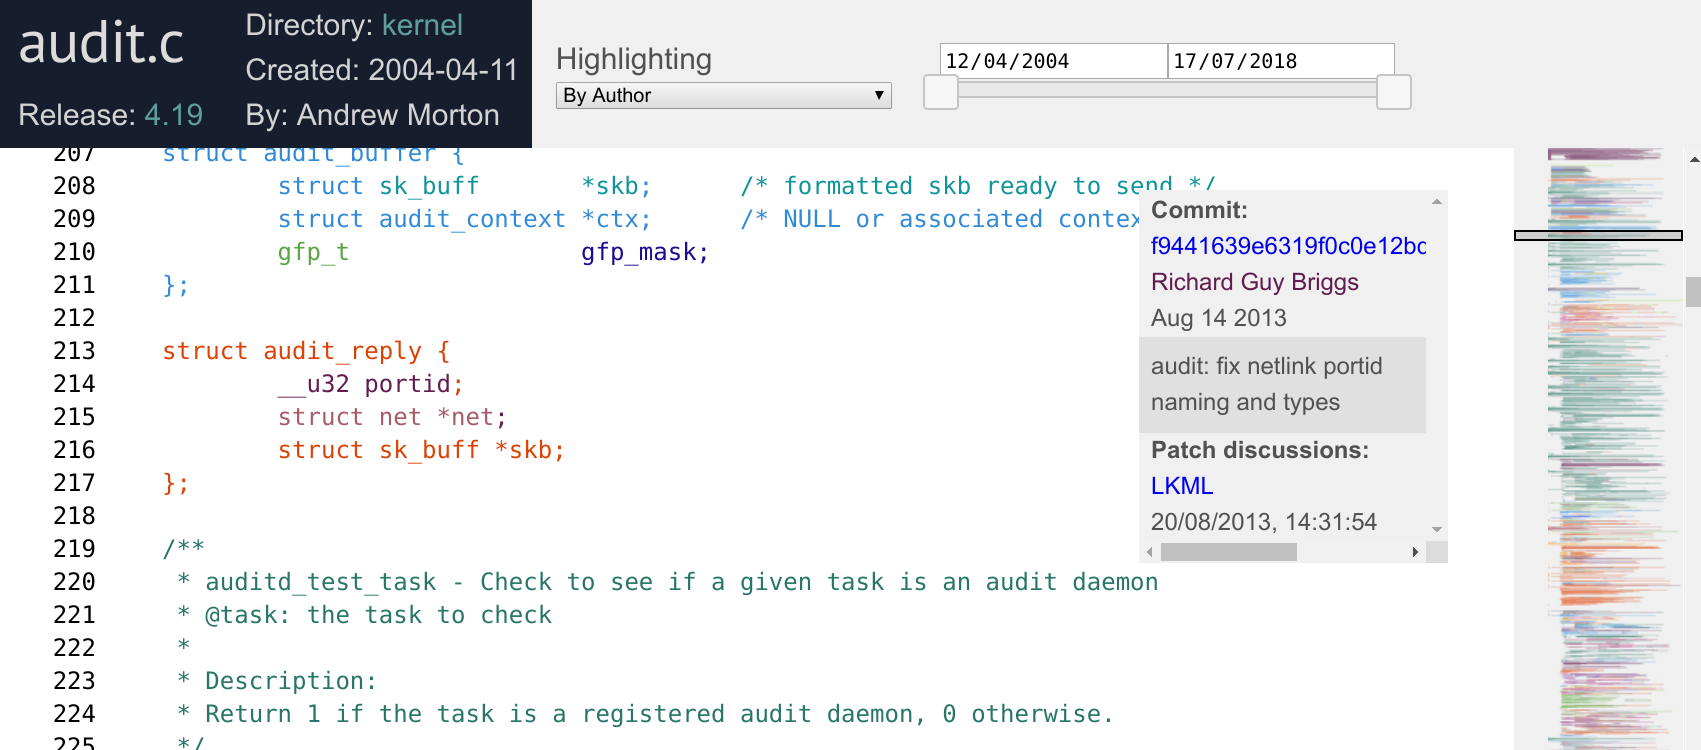 audit.c
Directory: kernel
Created: 2004-04-11
Release: 4.19
By: Andrew Morton
Highlighting
By Author
12/04/2004
17/07/2018
207 struct audit_buffer {
208 struct sk_buff *skb; /* formatted skb ready to send */
209 struct audit_context *ctx; /* NULL or associated contex
210 gfp_t gfp_mask;
211 };
212
213 struct audit_reply {
214 __u32 portid;
215 struct net *net;
216 struct sk_buff *skb;
217 };
218
219 /**
220 * auditd_test_task - Check to see if a given task is an audit daemon
221 * @task: the task to check
222 *
223 * Description:
224 * Return 1 if the task is a registered audit daemon, 0 otherwise.
225 */
Commit:
f9441639e6319f0c0e12bd
Richard Guy Briggs
Aug 14 2013
audit: fix netlink portid
naming and types
Patch discussions:
LKML
20/08/2013, 14:31:54